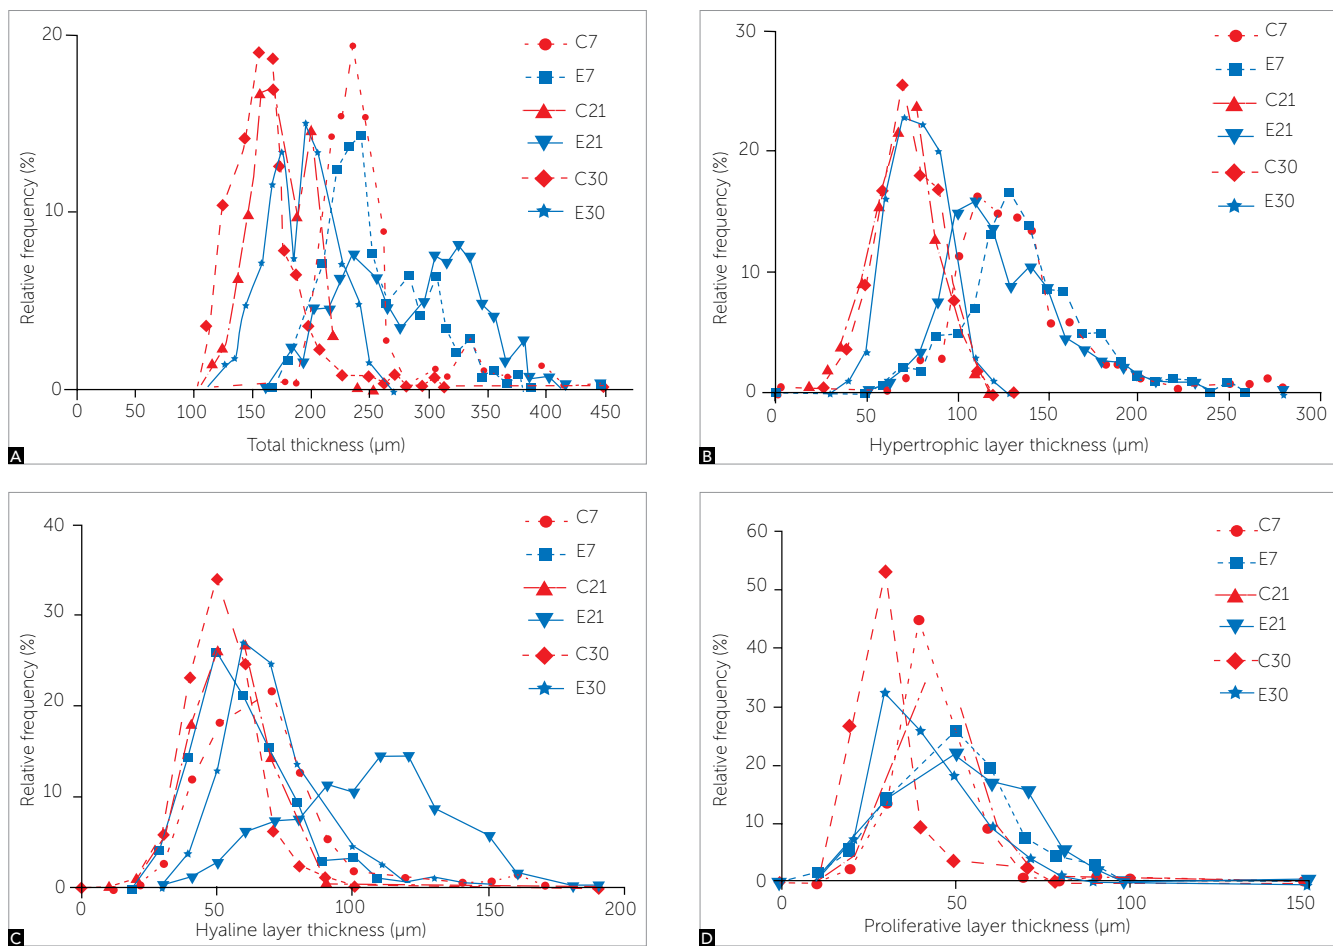 20
10
0
0
50
100
150
200
250
300
350
400
450
Relative frequency (%)
Total thickness (µm)
C7
E7
C21
E21
C30
E30
A
30
20
10
0
0
50
100
150
200
250
300
Relative frequency (%)
Hypertrophic layer thickness (µm)
C7
E7
C21
E21
C30
E30
B
40
30
20
10
0
0
50
100
150
200
Relative frequency (%)
Hyaline layer thickness (µm)
C7
E7
C21
E21
C30
E30
C
60
50
40
30
20
10
0
0
50
100
150
Relative frequency (%)
Proliferative layer thickness (µm)
C7
E7
C21
E21
C30
E30
D